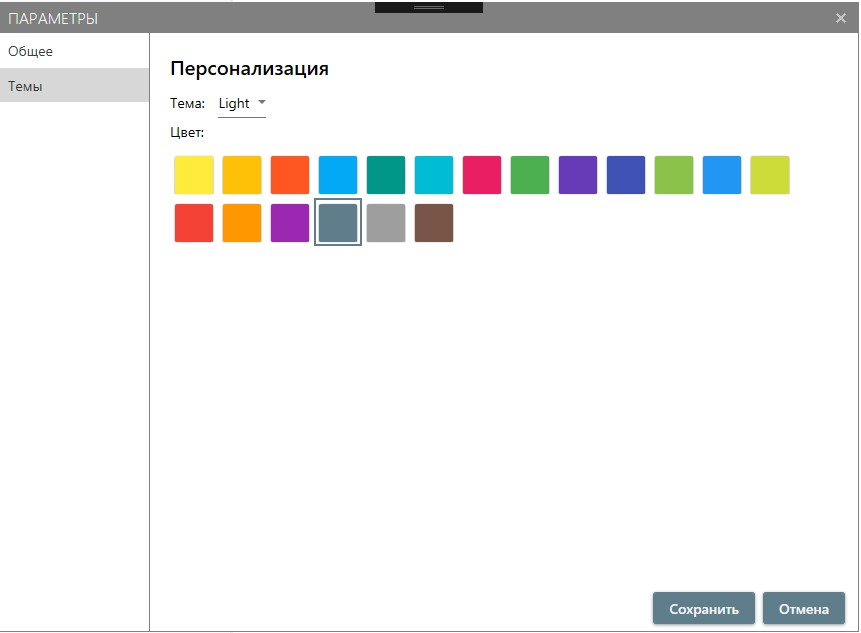 ПАРАМЕТРЫ
Общее
Темы
Персонализация
Тема: Light
Цвет:
Сохранить Отмена